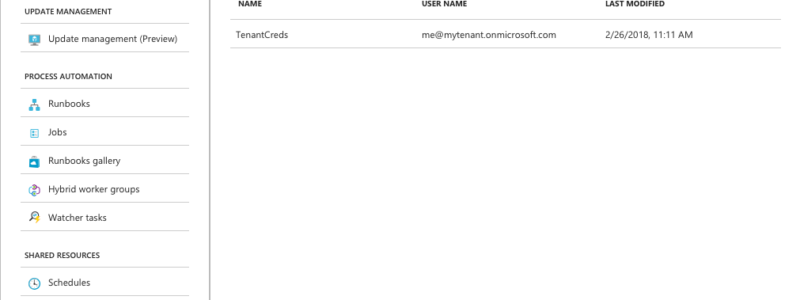 UPDATE MANAGEMENT
Update management (Preview)
PROCESS AUTOMATION
Runbooks
Jobs
Runbooks gallery
Hybrid worker groups
Watcher tasks
SHARED RESOURCES
Schedules
NAME USER NAME LAST MODIFIED
TenantCreds me@mytenant.onmicrosoft.com 2/26/2018, 11:11 AM